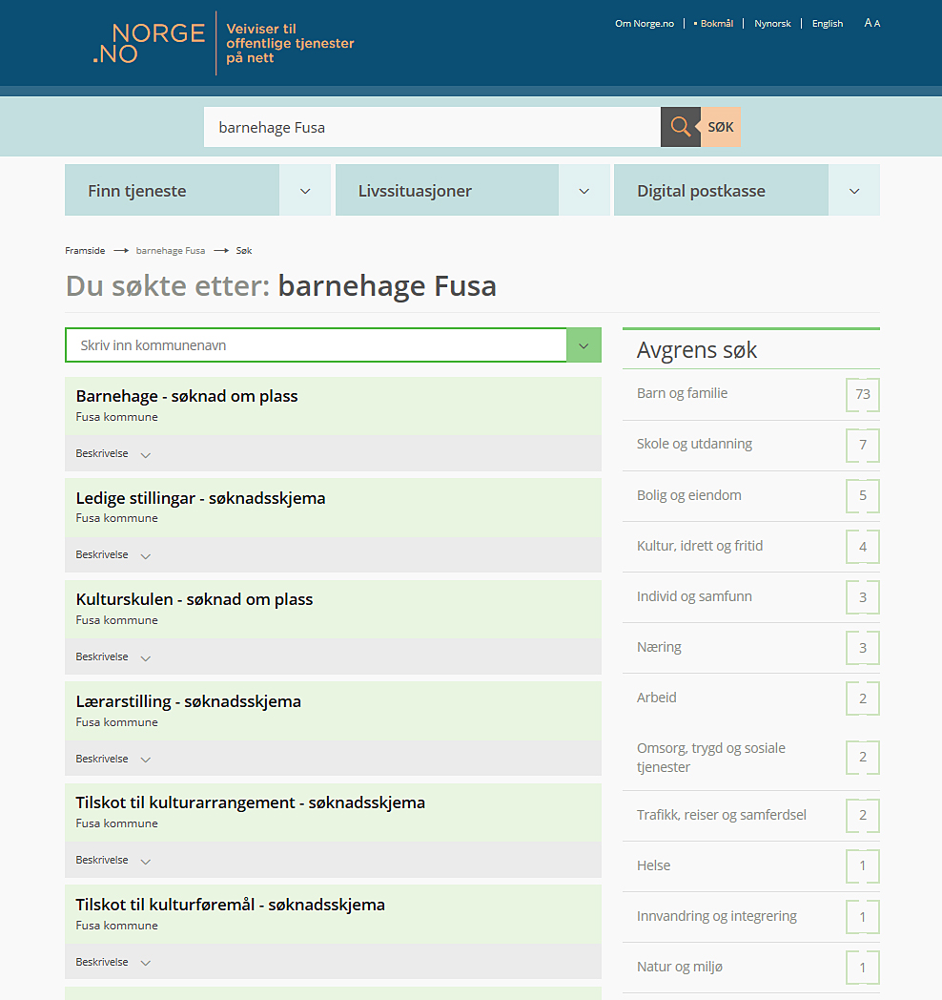 NORGE
.NO
Veiviser til
offentlige tjenester
på nett
Om Norge.no | • Bokmål | Nynorsk | English A A
barnehage Fusa
SØK
Finn tjeneste
Livssituasjoner
Digital postkasse
Framside → barnehage Fusa → Søk
Du søkte etter: barnehage Fusa
Skriv inn kommunenavn
Barnehage - søknad om plass
Fusa kommune
Beskrivelse
Ledige stillingar - søknadsskjema
Fusa kommune
Beskrivelse
Kulturskulen - søknad om plass
Fusa kommune
Beskrivelse
Lærarstilling - søknadsskjema
Fusa kommune
Beskrivelse
Tilskot til kulturarrangement - søknadsskjema
Fusa kommune
Beskrivelse
Tilskot til kulturføremål - søknadsskjema
Fusa kommune
Beskrivelse
Avgrens søk
Barn og familie 73
Skole og utdanning 7
Bolig og eiendom 5
Kultur, idrett og fritid 4
Individ og samfunn 3
Næring 3
Arbeid 2
Omsorg, trygd og sosiale
tjenester 2
Trafikk, reiser og samferdsel 2
Helse 1
Innvandring og integrering 1
Natur og miljø 1